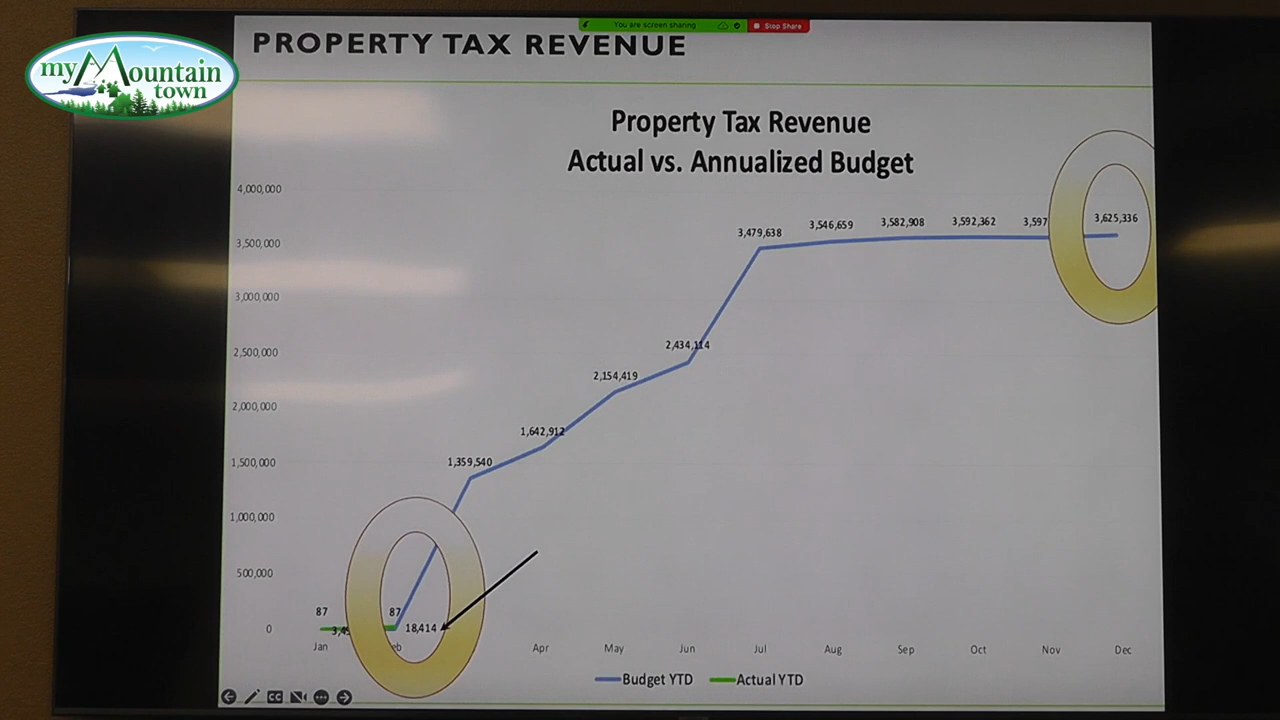 You are screen sharing
Stop Share
PROPERTY TAX REVENUE
my Mountain
town
Property Tax Revenue
Actual vs. Annualized Budget
4,000,000
3,500,000
3,000,000
2,500,000
2,000,000
1,500,000
1,000,000
500,000
0
87
87
18,414
1,359,540
1,642,912
2,154,419
2,434,114
3,479,638
3,546,659
3,582,908
3,592,362
3,597
3,625,336
Jan
eb
Apr
May
Jun
Jul
Aug
Sep
Oct
Nov
Dec
Budget YTD
Actual YTD
CC